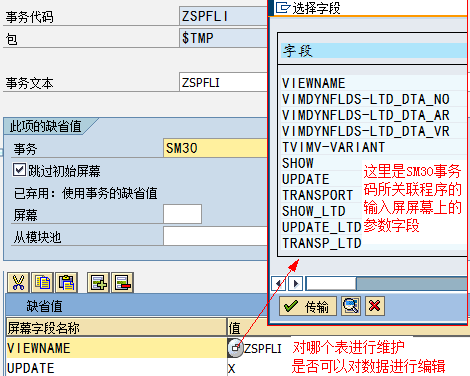 事务代码 ZSPFLI
包 $TMP
事务文本 ZSPFLI
此项的缺省值
事务 SM30
跳过初始屏幕
已弃用：使用事务的缺省值
屏幕
从模块池
缺省值
屏幕字段名称 值
VIEWNAME ZSPFLI
UPDATE X
选择字段
字段
VIEWNAME
VIMDYNFLDS-LTD_DTA_NO
VIMDYNFLDS-LTD_DTA_AR
VIMDYNFLDS-LTD_DTA_VR
TVIMV-VARIANT
SHOW
UPDATE
TRANSPORT
SHOW_LTD
UPDATE_LTD
TRANSP_LTD
这里是SM30事务
码所关联程序的
输入屏屏幕上的
参数字段
传输
对哪个表进行维护
是否可以对数据进行编辑